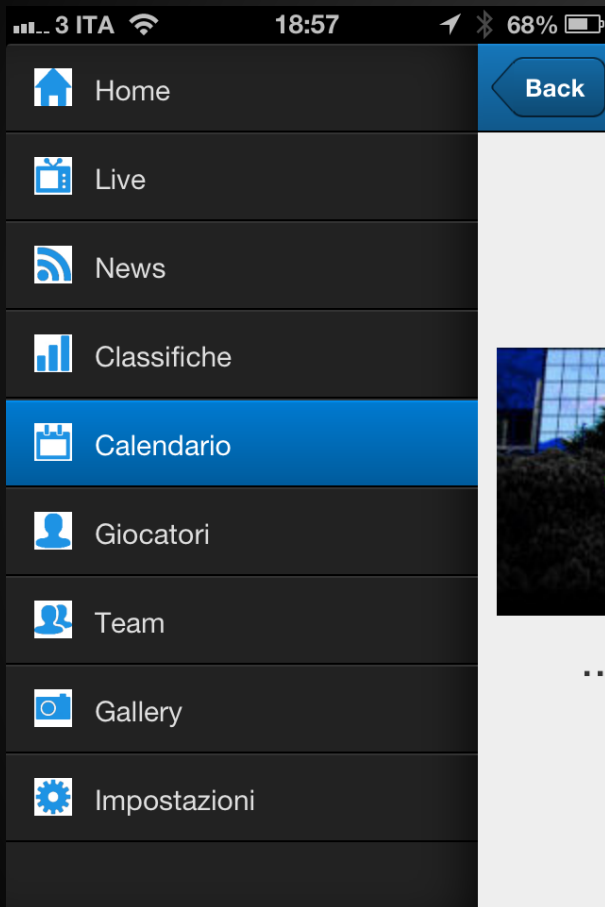 3 ITA 18:57 68%
Back
Home
Live
News
Classifiche
Calendario
Giocatori
Team
Gallery
Impostazioni
..